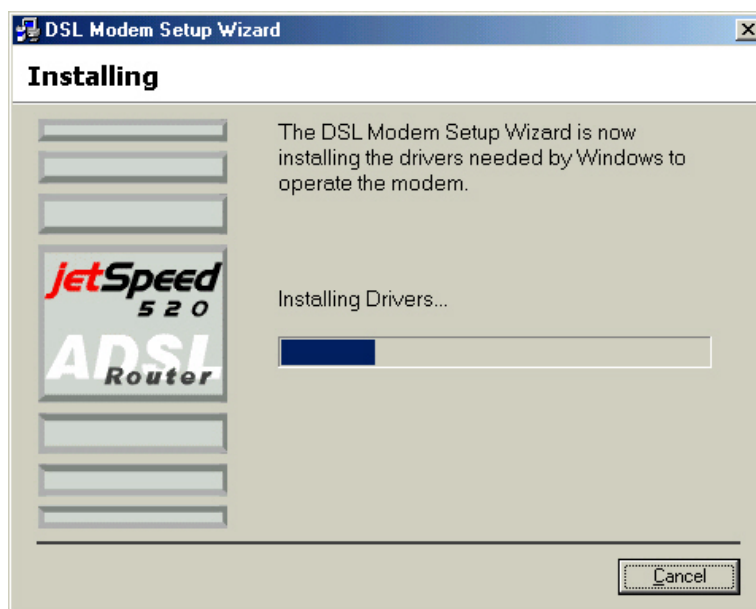 DSL Modem Setup Wizard
Installing
The DSL Modem Setup Wizard is now
installing the drivers needed by Windows to
operate the modem.
jetSpeed
520
ADSL
Router
Installing Drivers...
Cancel